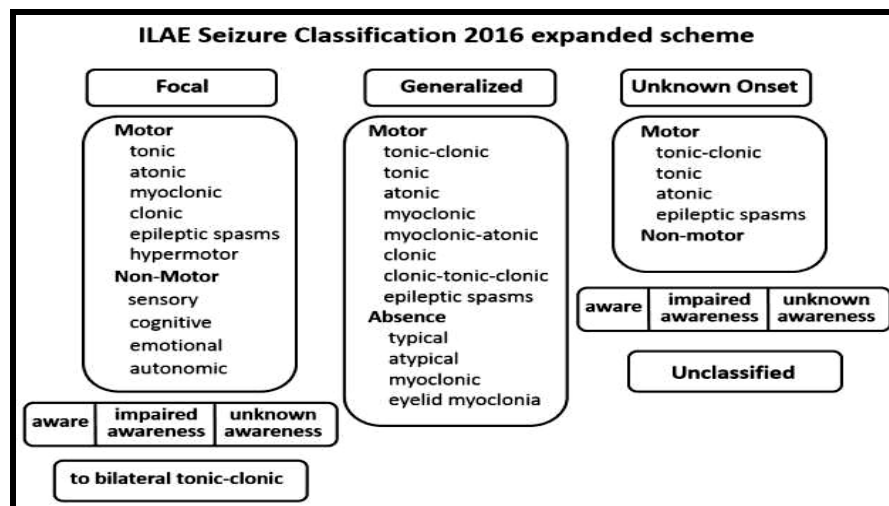 ILAE Seizure Classification 2016 expanded scheme
Focal
Motor
tonic
atonic
myoclonic
clonic
epileptic spasms
hypermotor
Non-Motor
sensory
cognitive
emotional
autonomic
aware
impaired
awareness
unknown
awareness
to bilateral tonic-clonic
Generalized
Motor
tonic-clonic
tonic
atonic
myoclonic
myoclonic-atonic
clonic
clonic-tonic-clonic
epileptic spasms
Absence
typical
atypical
myoclonic
eyelid myoclonia
Unknown Onset
Motor
tonic-clonic
tonic
atonic
epileptic spasms
Non-motor
aware
impaired
awareness
unknown
awareness
Unclassified